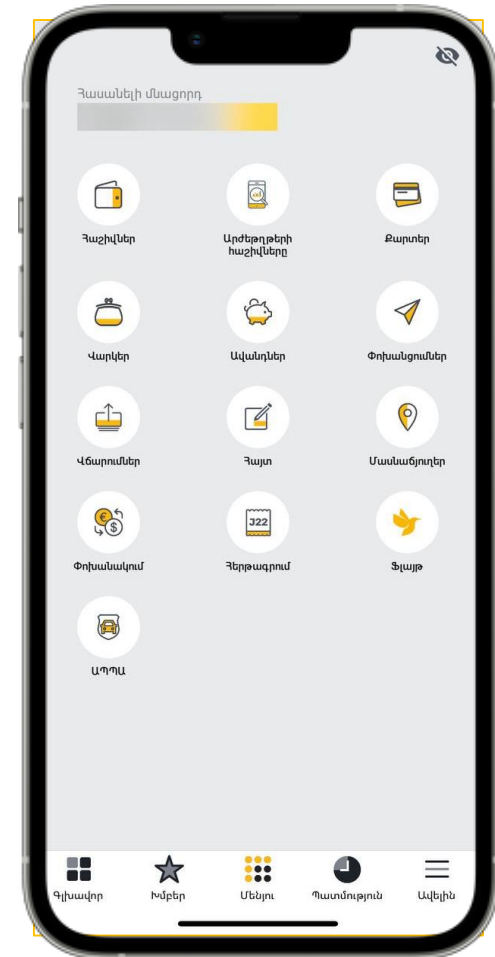 Հասանելի մնացորդ
Հաշիվներ
Արժեթղթերի
հաշիվները
Քարտեր
Վարկեր
Ավանդներ
Փոխանցումներ
Վճարումներ
Հայտ
Մասնաճյուղեր
€
$
J22
Փոխանակում
Հերթագրում
Ֆլայթ
ԱՊՊԱ
Գլխավոր
Խմբեր
Մենյու
Պատմություն
Ավելին